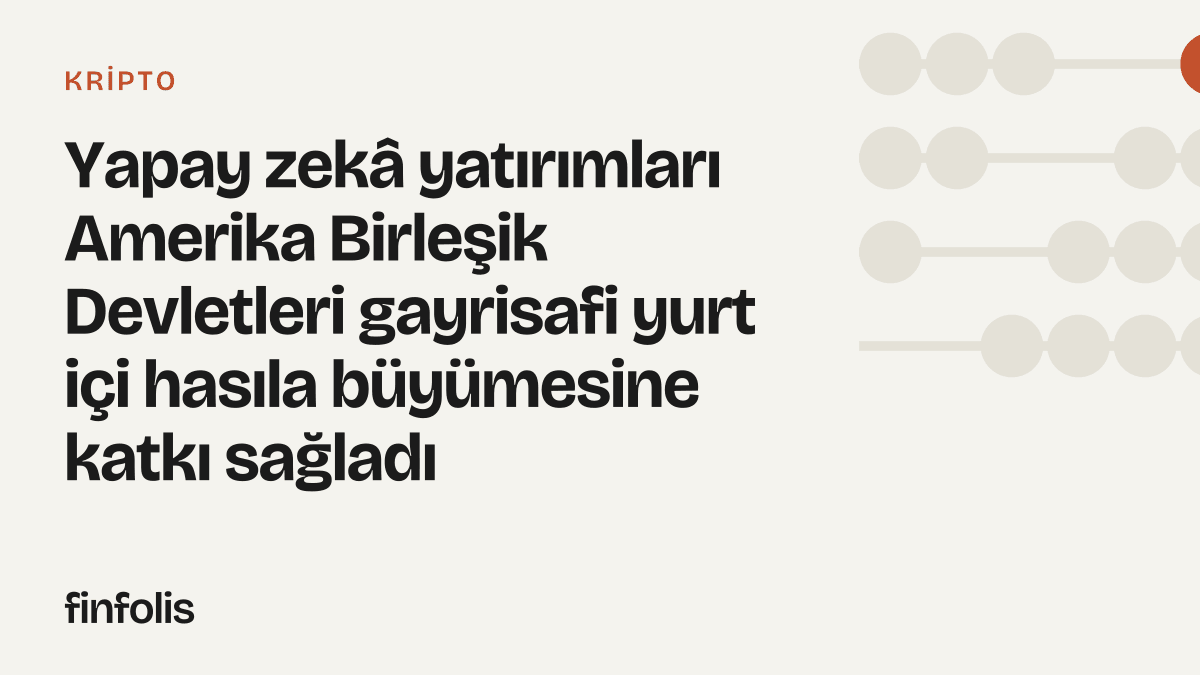 KRİPTO
Yapay zekâ yatırımları
Amerika Birleşik
Devletleri gayrisafi yurt
içi hasıla büyümesine
katkı sağladı
finfolis